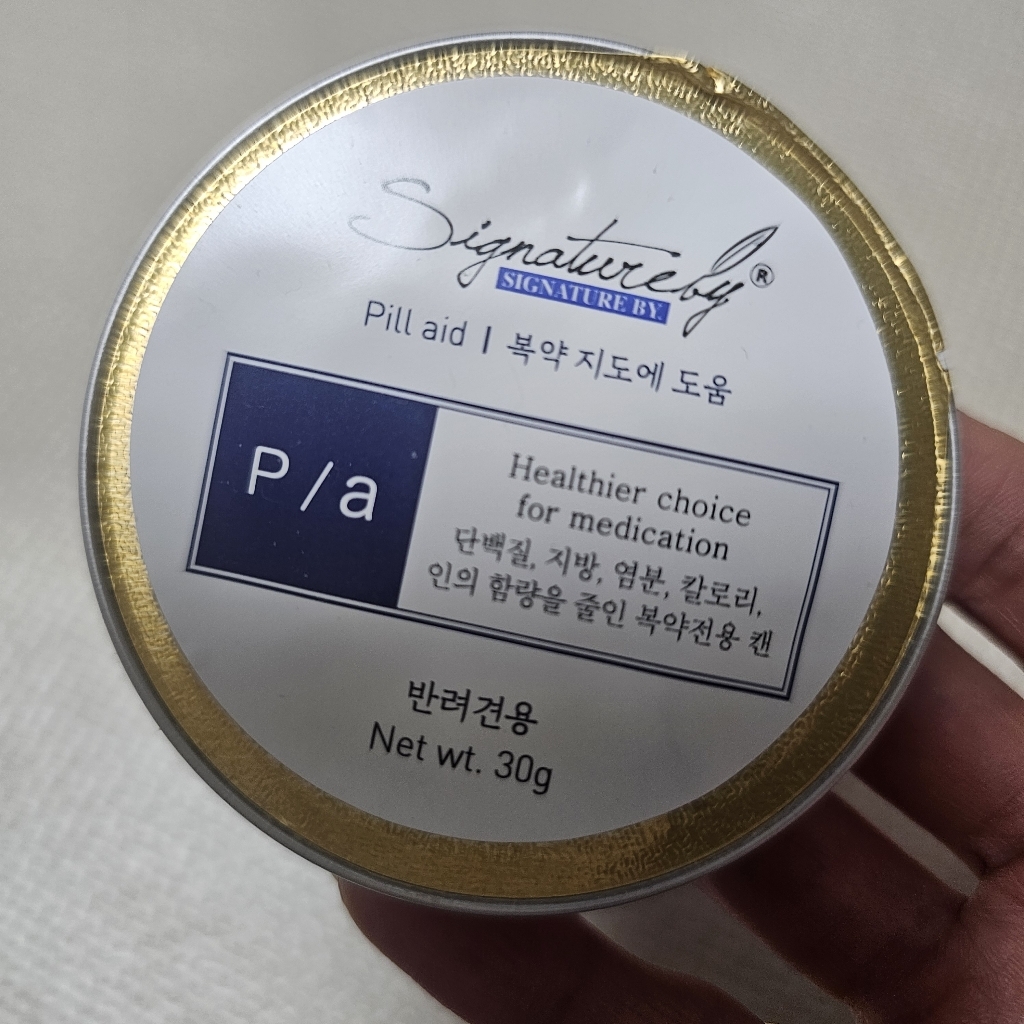 Signatureby®
SIGNATURE BY.
Pill aid | 복약 지도에 도움
P/a
Healthier choice
for medication
단백질, 지방, 염분, 칼로리,
인의 함량을 줄인 복약전용 캔
반려견용
Net wt. 30g